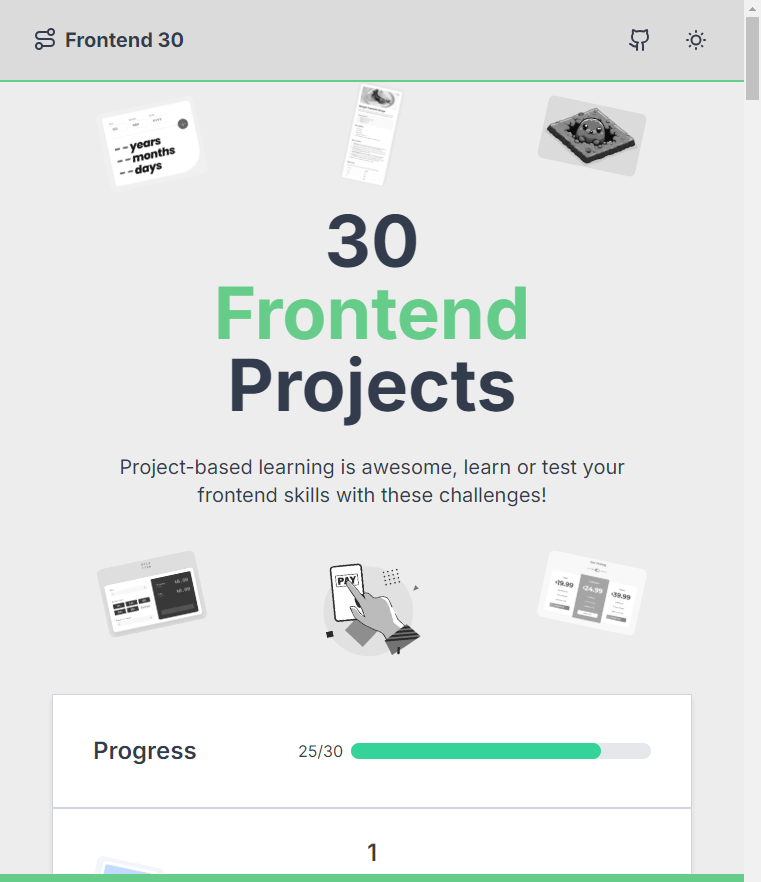 Frontend 30
- - years
- - months
- - days
30
Frontend
Projects
Project-based learning is awesome, learn or test your
frontend skills with these challenges!
PAY
$19.99
$24.99
$39.99
Progress
25/30
1